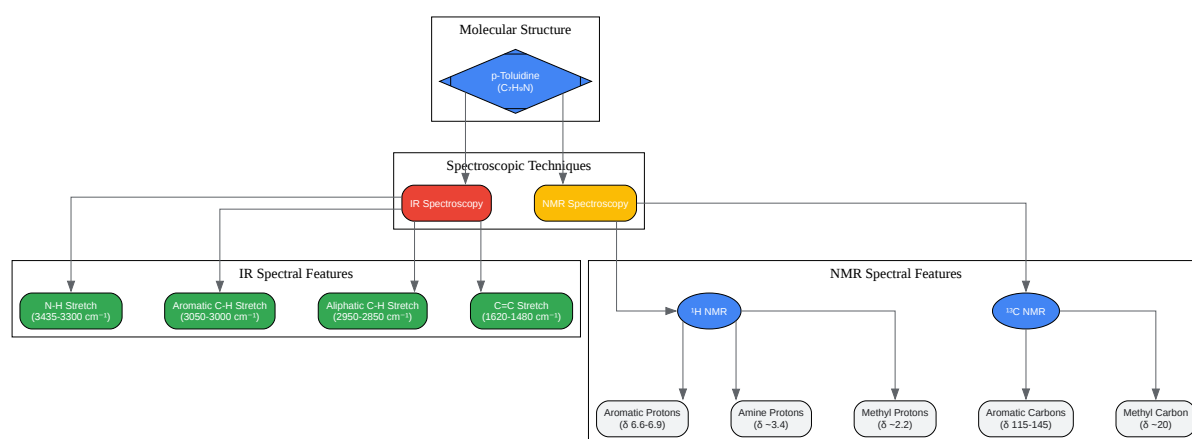 Molecular Structure
p-Toluidine
(C₇H₉N)
Spectroscopic Techniques
IR Spectroscopy
NMR Spectroscopy
IR Spectral Features
N-H Stretch
(3435-3300 cm⁻¹)
Aromatic C-H Stretch
(3050-3000 cm⁻¹)
Aliphatic C-H Stretch
(2950-2850 cm⁻¹)
C=C Stretch
(1620-1480 cm⁻¹)
NMR Spectral Features
¹H NMR
¹³C NMR
Aromatic Protons
(δ 6.6-6.9)
Amine Protons
(δ ~3.4)
Methyl Protons
(δ ~2.2)
Aromatic Carbons
(δ 115-145)
Methyl Carbon
(δ ~20)